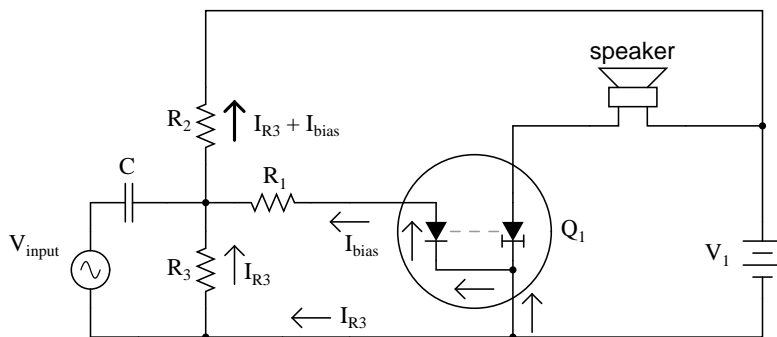 speaker
R2
IR3 + Ibias
C
R1
Vinput
Ibias
Q1
R3
IR3
V1
IR3